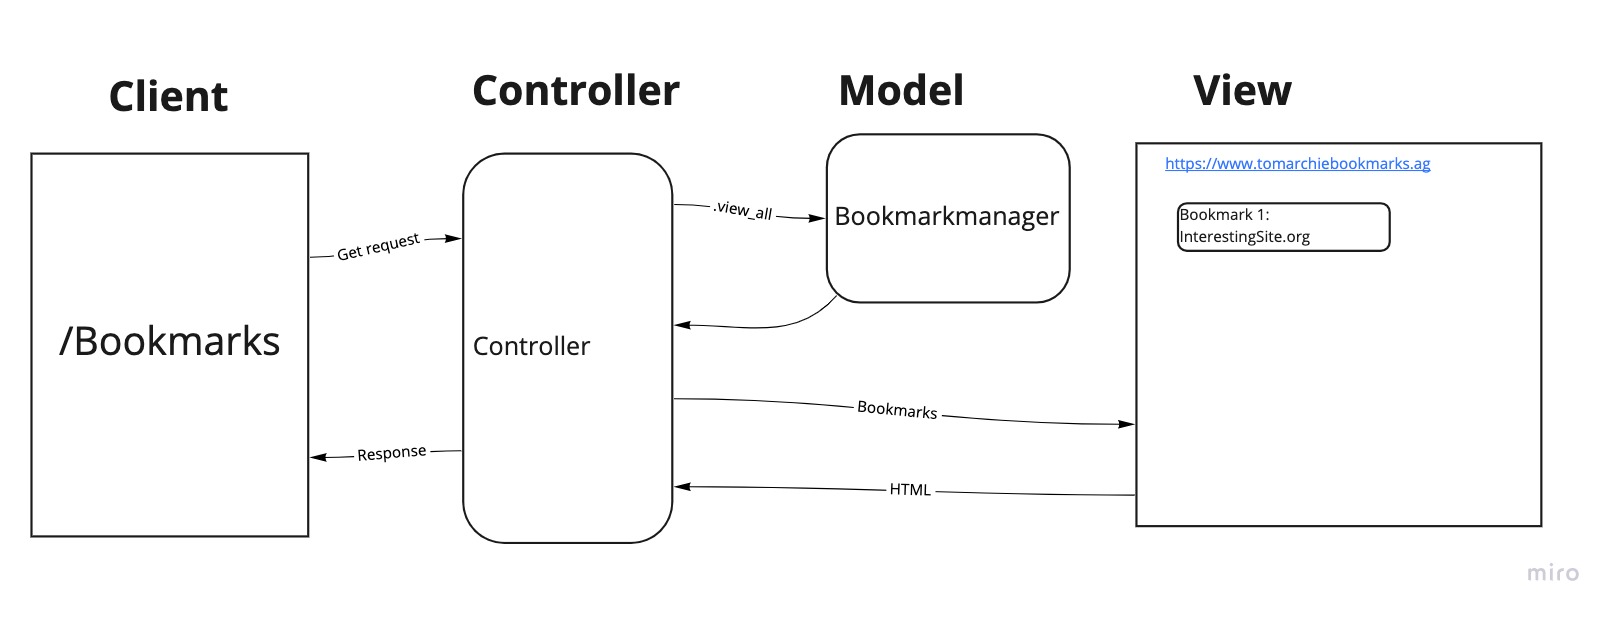 Client
Controller
Model
View
/Bookmarks
Get request
Response
Controller
.view_all
Bookmarkmanager
Bookmarks
HTML
https://www.tomarchiebookmarks.ag
Bookmark 1:
InterestingSite.org
miro